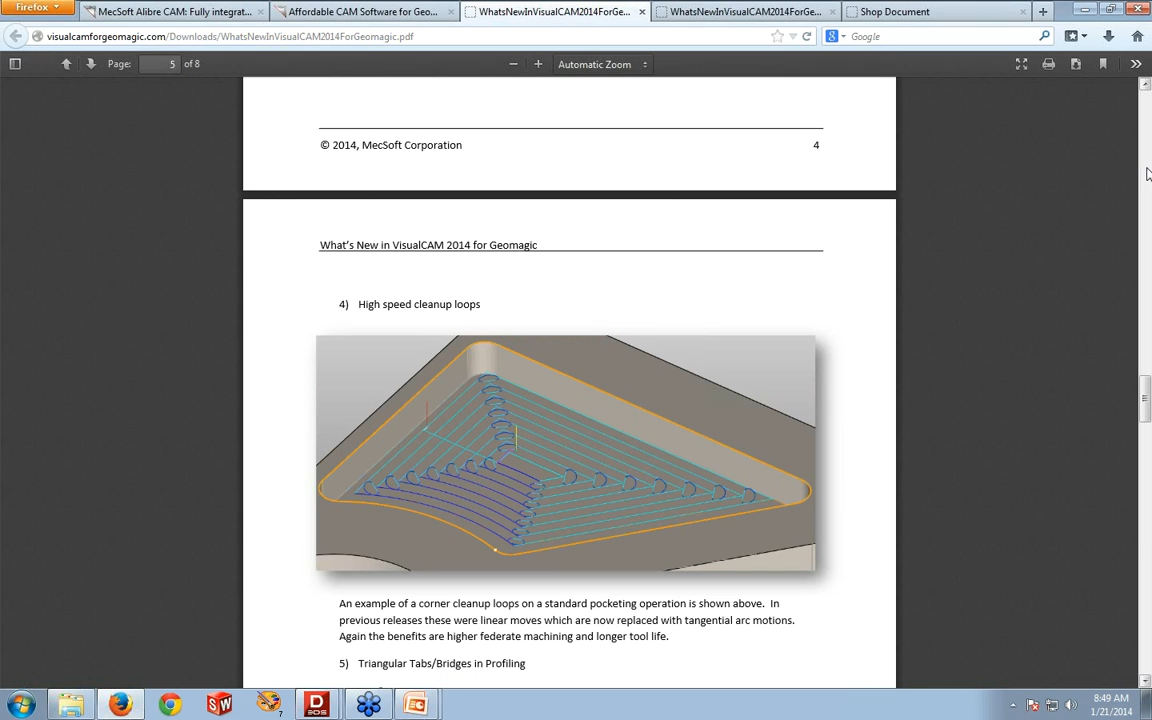 Firefox
MecSoft Alibre CAM: Fully integrat...
Affordable CAM Software for Geo...
WhatsNewInVisualCAM2014ForGe...
WhatsNewInVisualCAM2014ForGe...
Shop Document
visualcamforgeomagic.com/Downloads/WhatsNewInVisualCAM2014ForGeomagic.pdf
Google
Page: 5 of 8
Automatic Zoom
© 2014, MecSoft Corporation 4
What's New in VisualCAM 2014 for Geomagic
4) High speed cleanup loops
An example of a corner cleanup loops on a standard pocketing operation is shown above. In
previous releases these were linear moves which are now replaced with tangential arc motions.
Again the benefits are higher federate machining and longer tool life.
5) Triangular Tabs/Bridges in Profiling
8:49 AM
1/21/2014